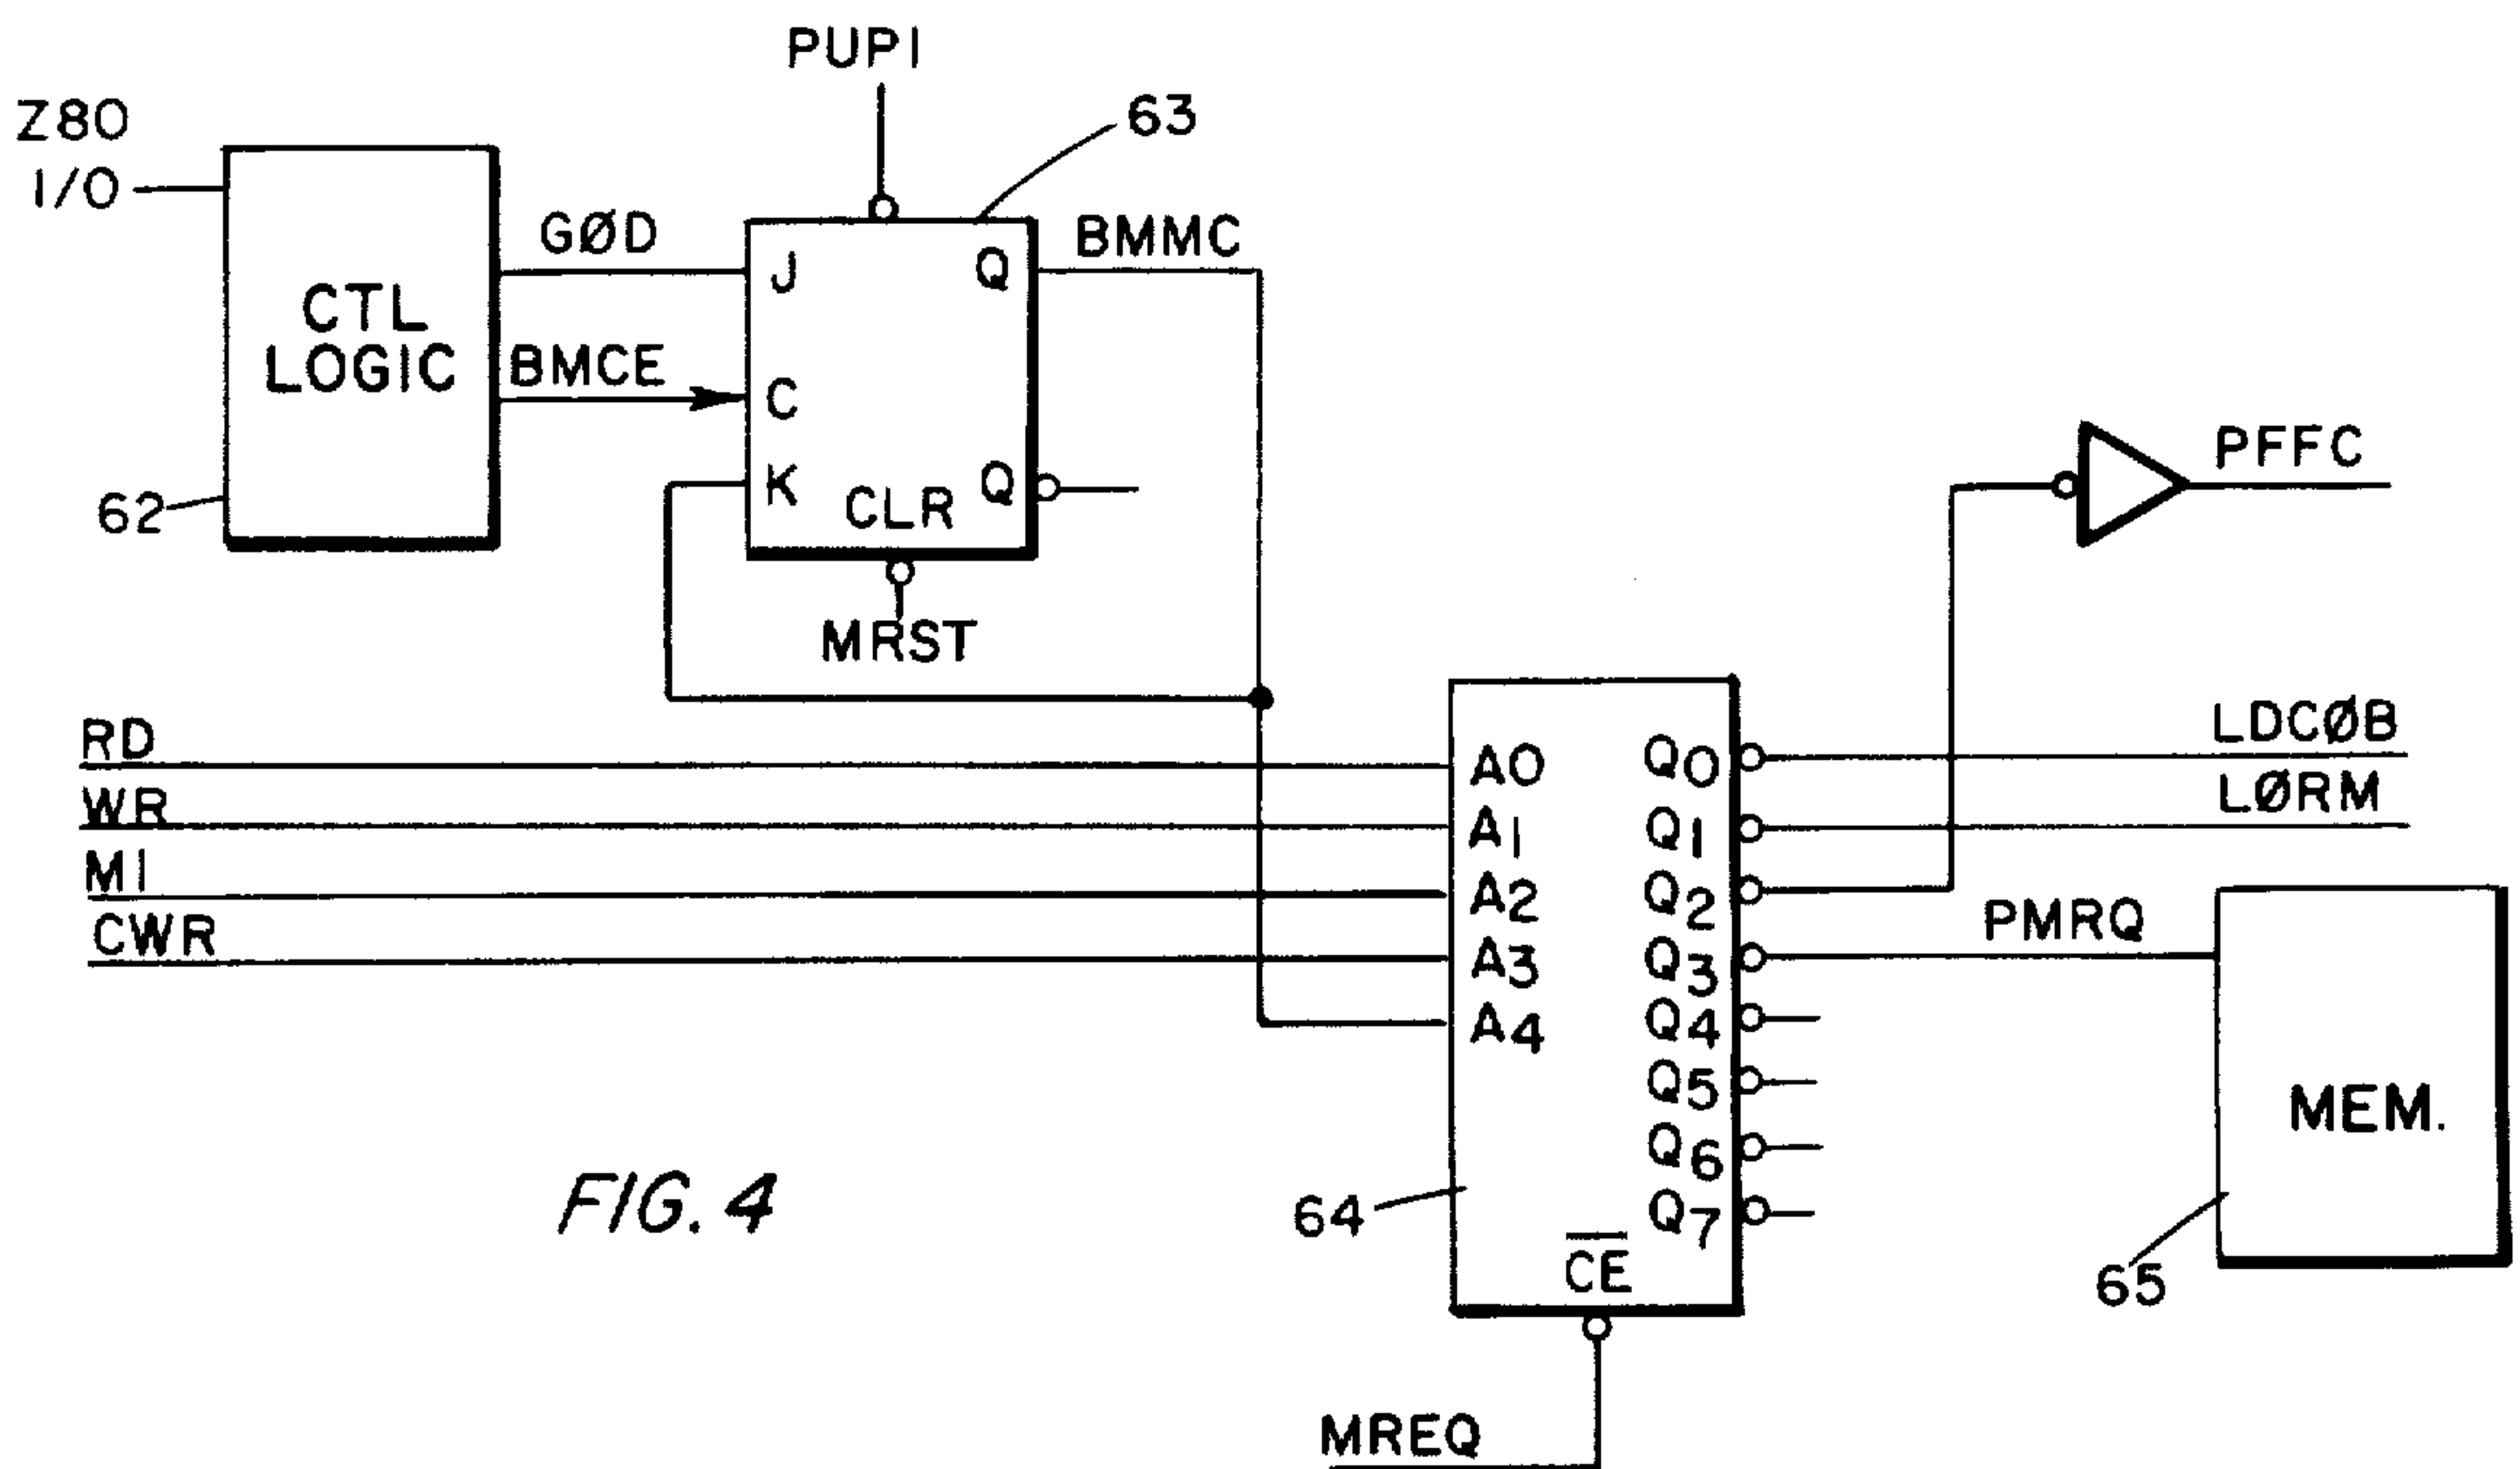 PUP1
Z80
I/O
63
GØD
BMMC
J
Q
CTL
LOGIC
BMCE
C
PFFC
K
Q
CLR
62
MRST
RD
A0
Q0
LDCØB
WR
A1
Q1
LØRM
M1
A2
Q2
CWR
A3
Q3
PMRQ
A4
Q4
Q5
MEM.
Q6
FIG. 4
64
Q7
CE
65
MREQ